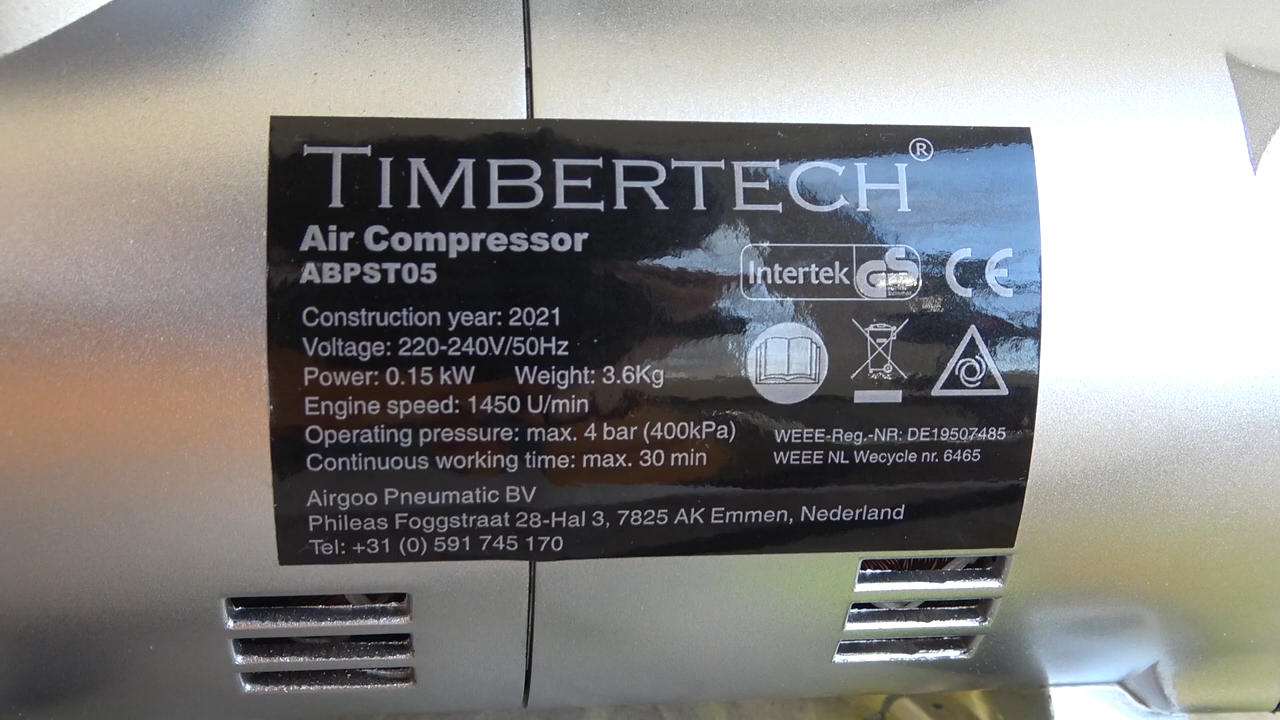 TIMBERTECH®
Air Compressor
ABPST05
Intertek GS CE
Construction year: 2021
Voltage: 220-240V/50Hz
Power: 0.15 kW Weight: 3.6Kg
Engine speed: 1450 U/min
Operating pressure: max. 4 bar (400kPa)
Continuous working time: max. 30 min
WEEE-Reg.-NR: DE19507485
WEEE NL Wecycle nr. 6465
Airgoo Pneumatic BV
Phileas Foggstraat 28-Hal 3, 7825 AK Emmen, Nederland
Tel: +31 (0) 591 745 170